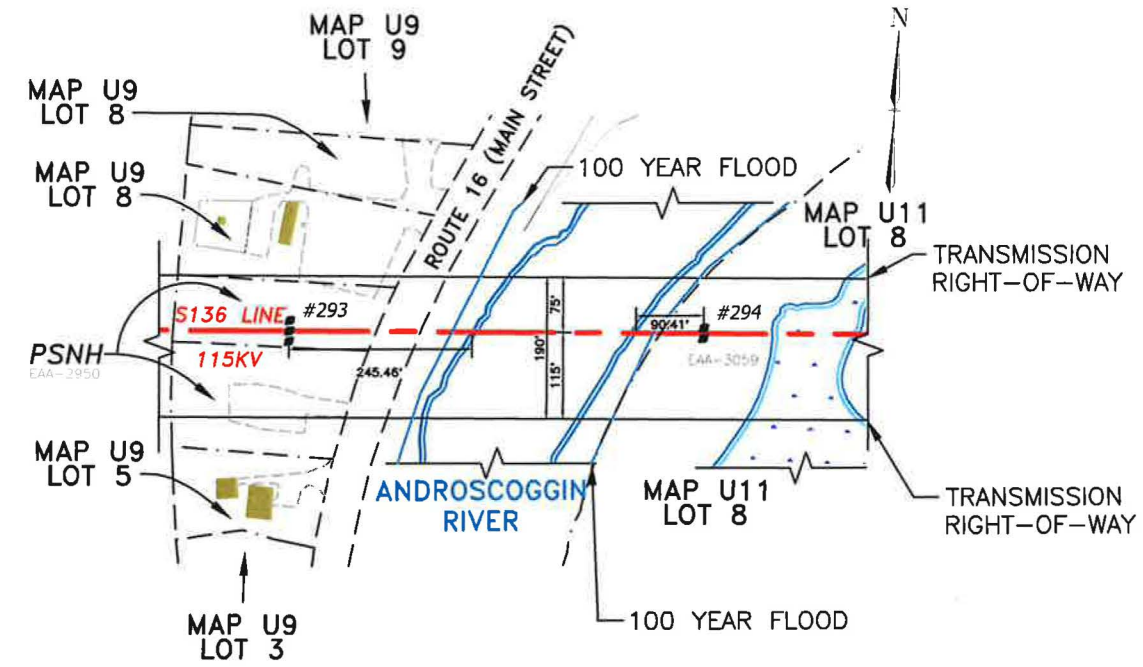 MAP U9
LOT 9
N
MAP U9
LOT 8
ROUTE 16 (MAIN STREET)
100 YEAR FLOOD
MAP U9
LOT 8
MAP U11
LOT 8
TRANSMISSION
RIGHT-OF-WAY
S136 LINE
#293
75'
90.41'
#294
190'
PSNH
EAA-2950
115KV
245.46'
115'
EAA-3059
MAP U9
LOT 5
ANDROSCOGGIN
RIVER
MAP U11
LOT 8
TRANSMISSION
RIGHT-OF-WAY
MAP U9
LOT 3
100 YEAR FLOOD